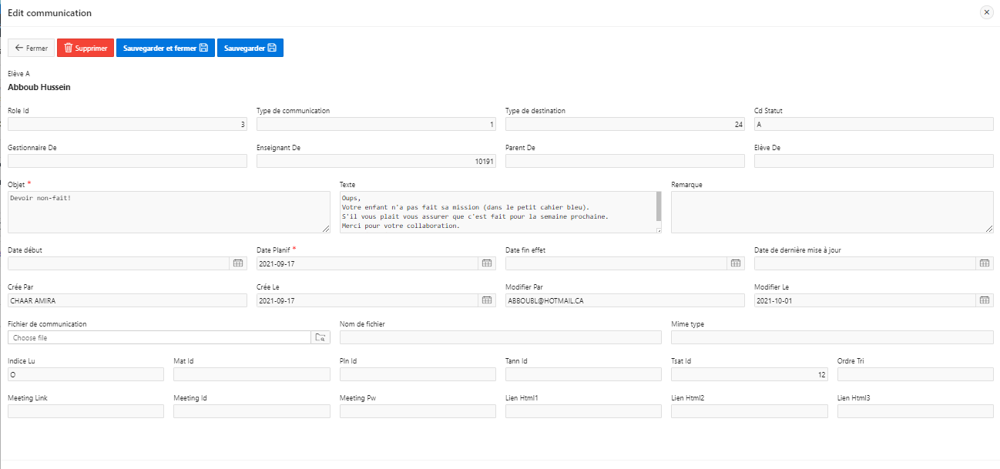 Edit communication
Fermer Supprimer Sauvegarder et fermer Sauvegarder
Elève A
Abboub Hussein
Role Id Type de communication Type de destination Cd Statut
3 1 24 A
Gestionnaire De Enseignant De Parent De Elève De
10191
Objet * Texte Remarque
Devoir non-fait!
Oups,
Votre enfant n'a pas fait sa mission (dans le petit cahier bleu).
S'il vous plait vous assurer que c'est fait pour la semaine prochaine.
Merci pour votre collaboration.
Date début Date Planif * Date fin effet Date de dernière mise à jour
2021-09-17
Crée Par Crée Le Modifier Par Modifier Le
CHAAR AMIRA 2021-09-17 ABBOUBL@HOTMAIL.CA 2021-10-01
Fichier de communication Nom de fichier Mime type
Choose file
Indice Lu Mat Id Pln Id Tann Id Tsat Id Ordre Tri
O 12
Meeting Link Meeting Id Meeting Pw Lien Html1 Lien Html2 Lien Html3